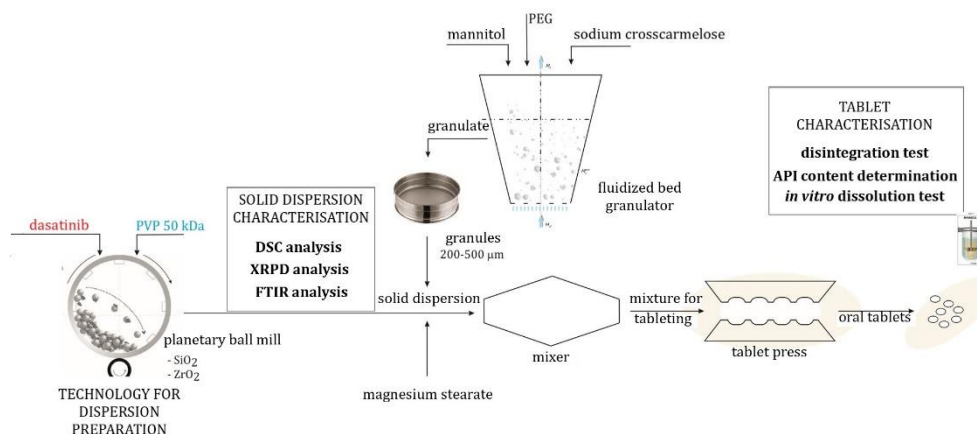 PEG
mannitol
sodium crosscarmelose
granulate
fluidized bed
granulator
granules
200-500 μm
TABLET
CHARACTERISATION
disintegration test
API content determination
in vitro dissolution test
SOLID DISPERSION
CHARACTERISATION
DSC analysis
XRPD analysis
FTIR analysis
dasatinib
PVP 50 kDa
planetary ball mill
- SiO₂
- ZrO₂
TECHNOLOGY FOR
DISPERSION
PREPARATION
solid dispersion
magnesium stearate
mixer
mixture for
tableting
tablet press
oral tablets